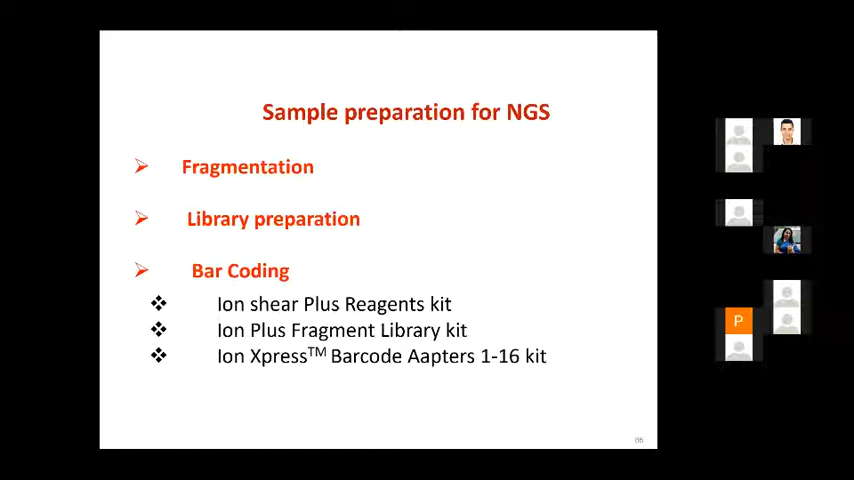 Sample preparation for NGS
Fragmentation
Library preparation
Bar Coding
Ion shear Plus Reagents kit
Ion Plus Fragment Library kit
Ion Xpress™ Barcode Aapters 1-16 kit
86
P